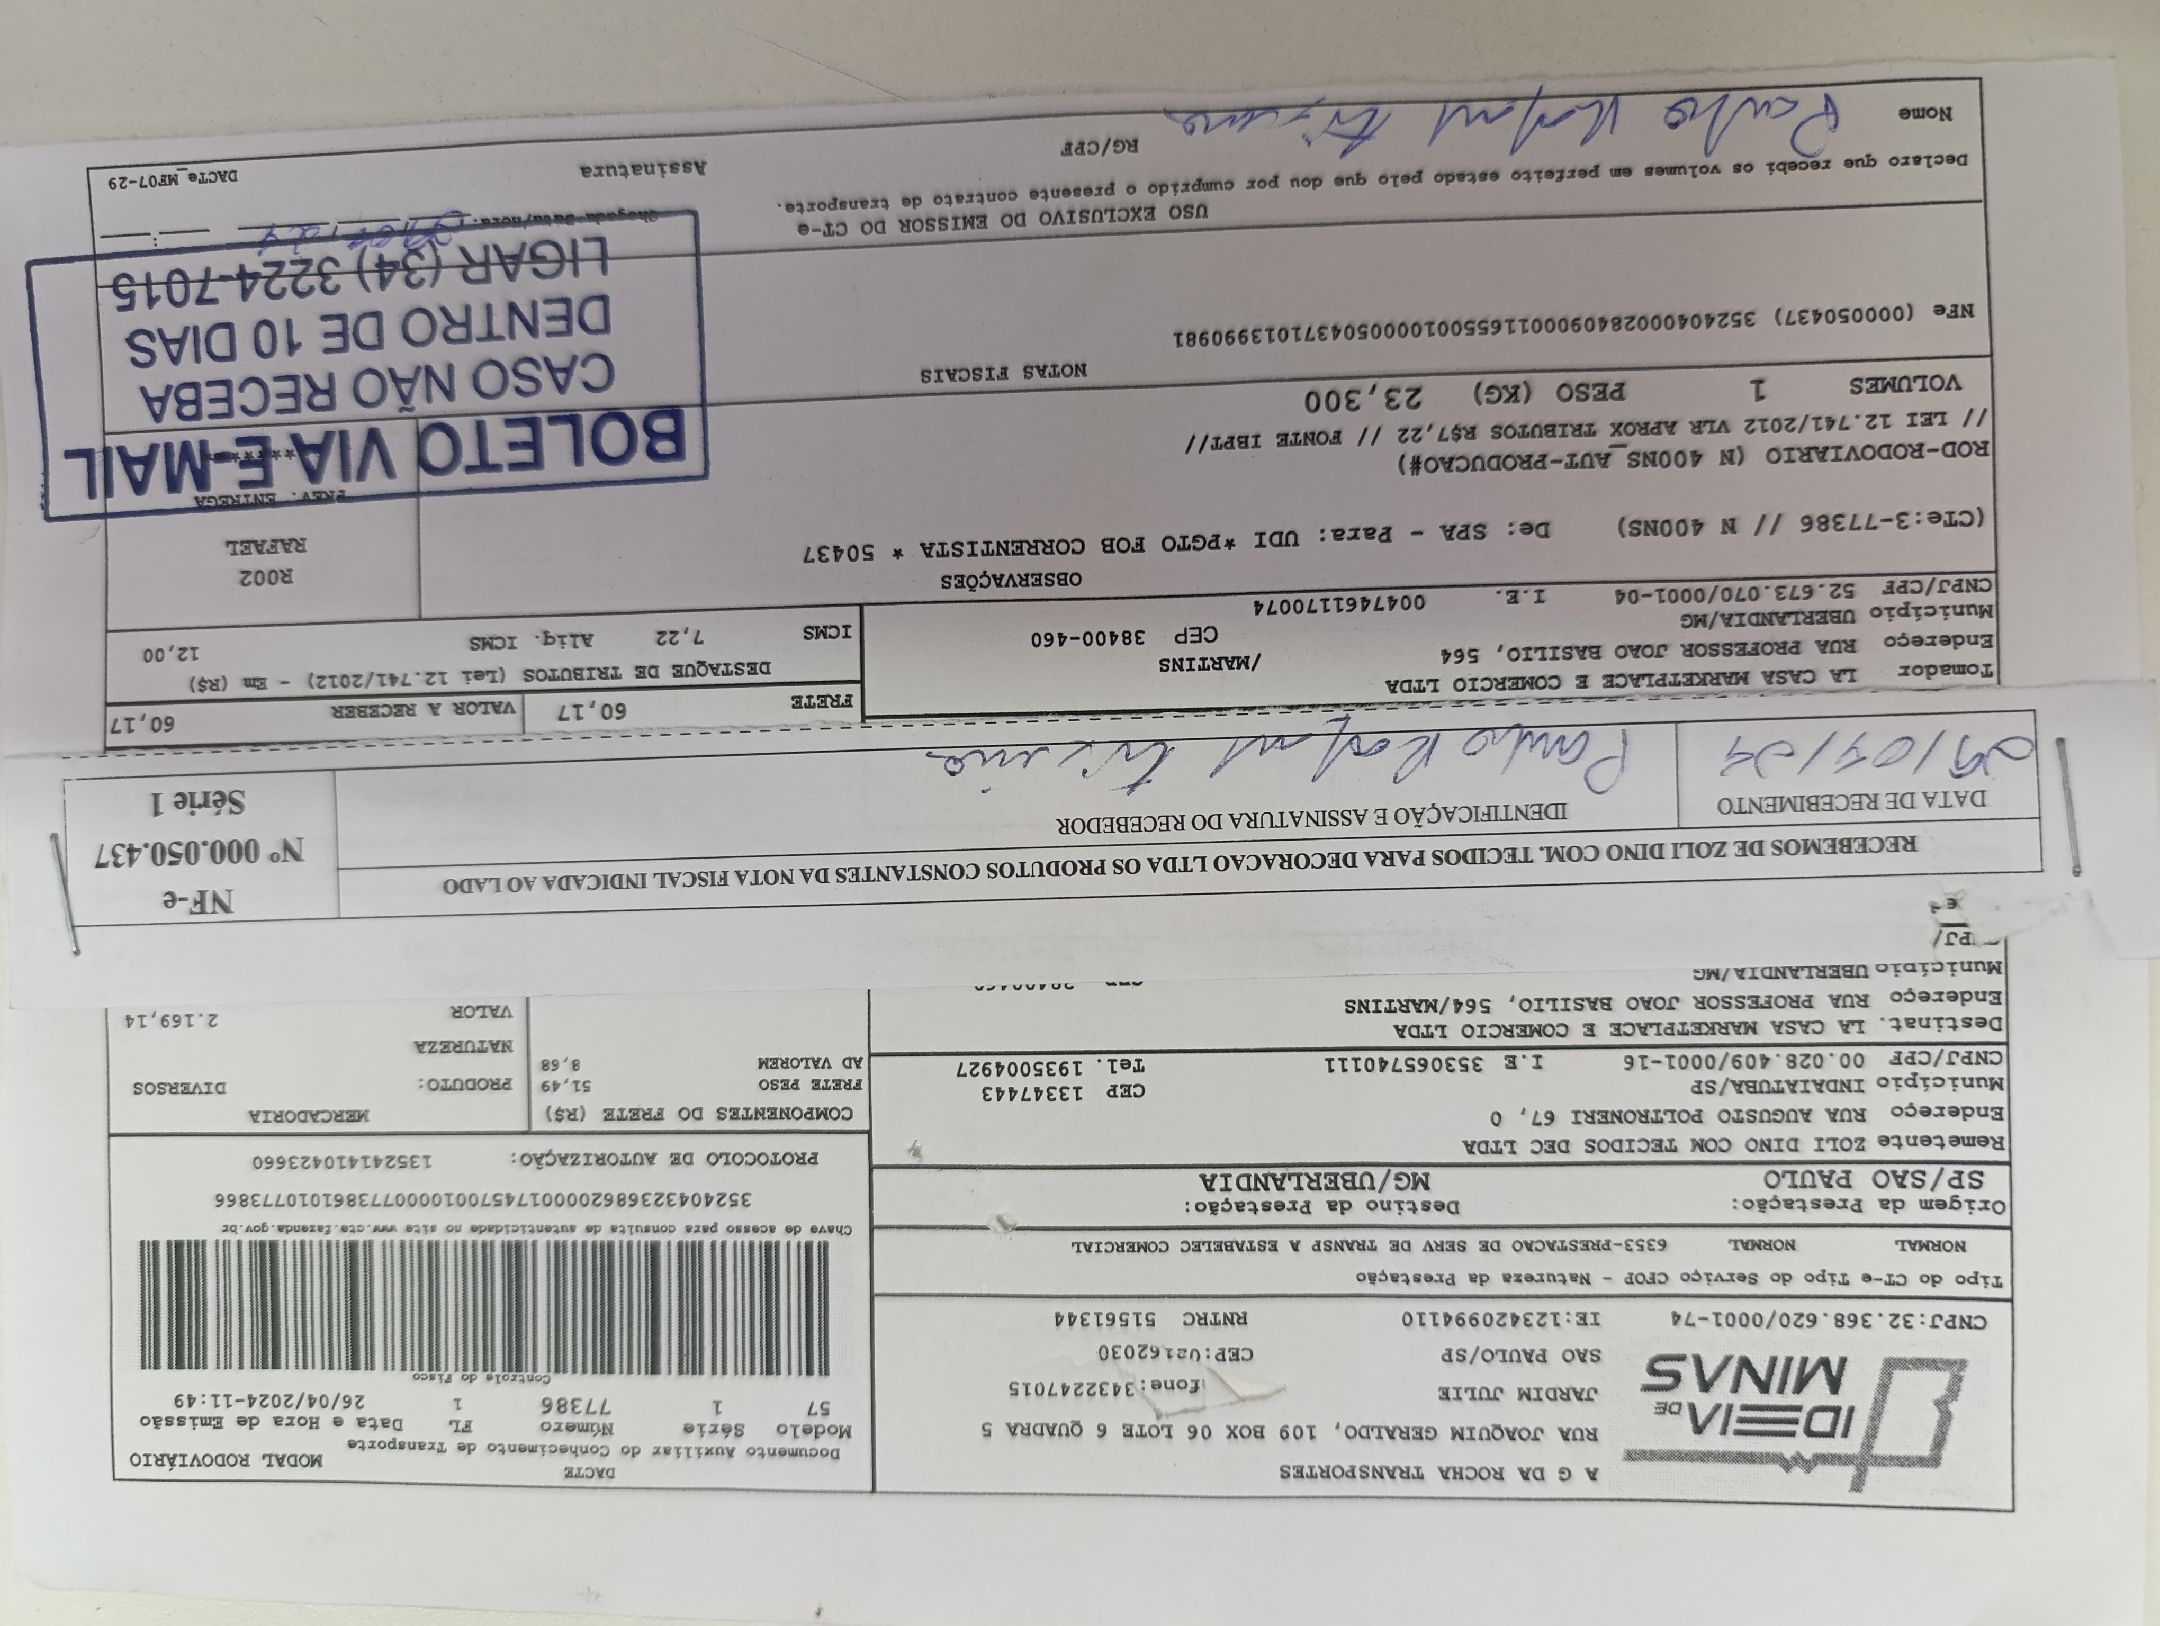 IDEIA DE MINAS
A G DA ROCHA TRANSPORTES
RUA JOAQUIM GERALDO, 109 BOX 06 LOTE 6 QUADRA 5
JARDIM JULIE
fone:3432247015
SAO PAULO/SP
CNPJ:32.368.620/0001-74 IE:123420994110 RNTRC 51561344
DACTE
Documento Auxiliar do Conhecimento de Transporte
MODAL RODOVIÁRIO
Modelo Série Número FL Data e Hora de Emissão
57 1 77386 1 26/04/2024-11:49
Controle do Fisco
Chave de acesso para consulta de autenticidade no site www.cte.fazenda.gov.br
35240432368620000174570010000773861010773866
PROTOCOLO DE AUTORIZAÇÃO: 135241410423660
Tipo do CT-e Tipo do Serviço CFOP - Natureza da Prestação
NORMAL NORMAL 6353-PRESTACAO DE SERV DE TRANSP A ESTABELEC COMERCIAL
Origem da Prestação: Destino da Prestação:
SP/SAO PAULO MG/UBERLANDIA
Remetente ZOLI DINO COM TECIDOS DEC LTDA
Endereço RUA AUGUSTO POLTRONERI 67, 0
Município INDAIATUBA/SP CEP 13347443
CNPJ/CPF 00.028.409/0001-16 I.E 353065740111 Tel. 1935004927
COMPONENTES DO FRETE (R$)
FRETE PESO 51,49
AD VALOREM 8,68
MERCADORIA
PRODUTO: DIVERSOS
NATUREZA
VALOR 2.169,14
Destinat. LA CASA MARKETPLACE E COMERCIO LTDA
Endereço RUA PROFESSOR JOAO BASILIO, 564/MARTINS
Município UBERLANDIA/MG
RECEBEMOS DE ZOLI DINO COM. TECIDOS PARA DECORACAO LTDA OS PRODUTOS CONSTANTES DA NOTA FISCAL INDICADA AO LADO
DATA DE RECEBIMENTO
IDENTIFICAÇÃO E ASSINATURA DO RECEBEDOR
NF-e
Nº 000.050.437
Série 1
29/04/24
FRETE 60,17 VALOR A RECEBER 60,17
Tomador LA CASA MARKETPLACE E COMERCIO LTDA
Endereço RUA PROFESSOR JOAO BASILIO, 564 /MARTINS
Município UBERLANDIA/MG CEP 38400-460
CNPJ/CPF 52.673.070/0001-04 I.E. 0047461170074
DESTAQUE DE TRIBUTOS (Lei 12.741/2012) - Em (R$)
ICMS 7,22 Aliq. ICMS 12,00
OBSERVAÇÕES
(CTe:3-77386 // N 400NS) De: SPA - Para: UDI *PGTO FOB CORRENTISTA * 50437
ROD-RODOVIARIO (N 400NS_AUT-PRODUCAO#)
// LEI 12.741/2012 VLR APROX TRIBUTOS R$7,22 // FONTE IBPT//
R002
RAFAEL
PREV. ENTREGA
VOLUMES 1 PESO (KG) 23,300
NOTAS FISCAIS
NFe (000050437) 35240400028409000116550010000504371013990981
BOLETO VIA E-MAIL
CASO NÃO RECEBA
DENTRO DE 10 DIAS
LIGAR (34) 3224-7015
USO EXCLUSIVO DO EMISSOR DO CT-e
Chegada Data/hora:
Declaro que recebi os volumes em perfeito estado pelo que dou por cumprido o presente contrato de transporte.
Nome
RG/CPF
Assinatura
DACTe_MF07-29